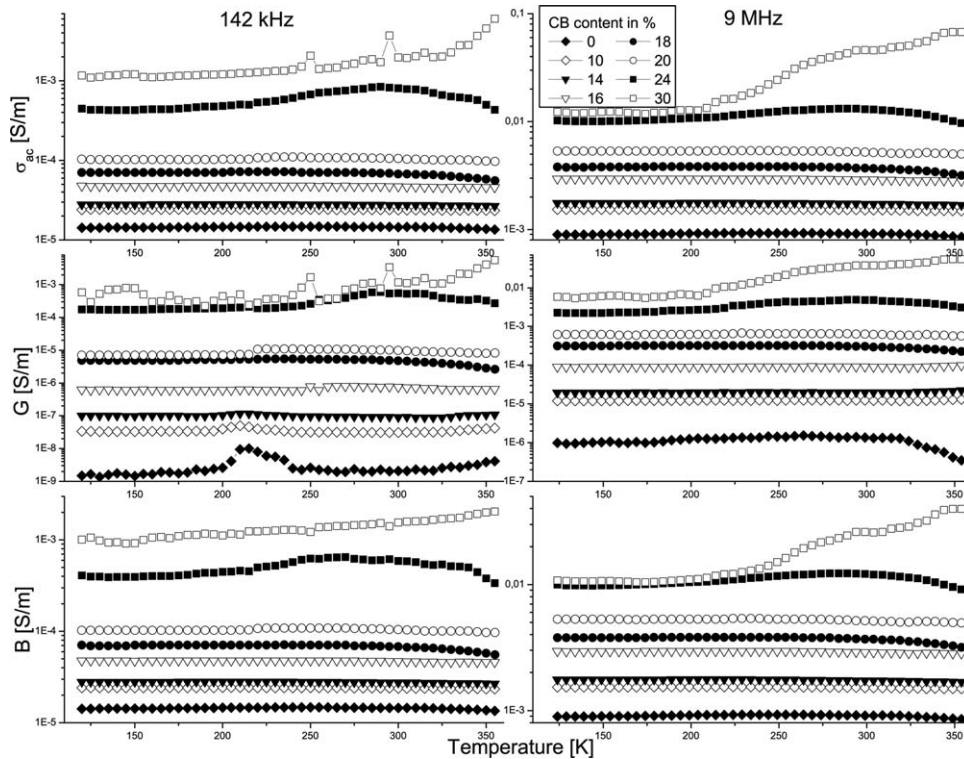 142 kHz
9 MHz
CB content in %
0 18
10 20
14 24
16 30
σac [S/m]
1E-3
1E-4
1E-5
150 200 250 300 350
0,1
0,01
1E-3
150 200 250 300 350
G [S/m]
1E-3
1E-4
1E-5
1E-6
1E-7
1E-8
1E-9
150 200 250 300 350
0,01
1E-3
1E-4
1E-5
1E-6
1E-7
150 200 250 300 350
B [S/m]
1E-3
1E-4
1E-5
150 200 250 300 350
0,01
1E-3
150 200 250 300 350
Temperature [K]